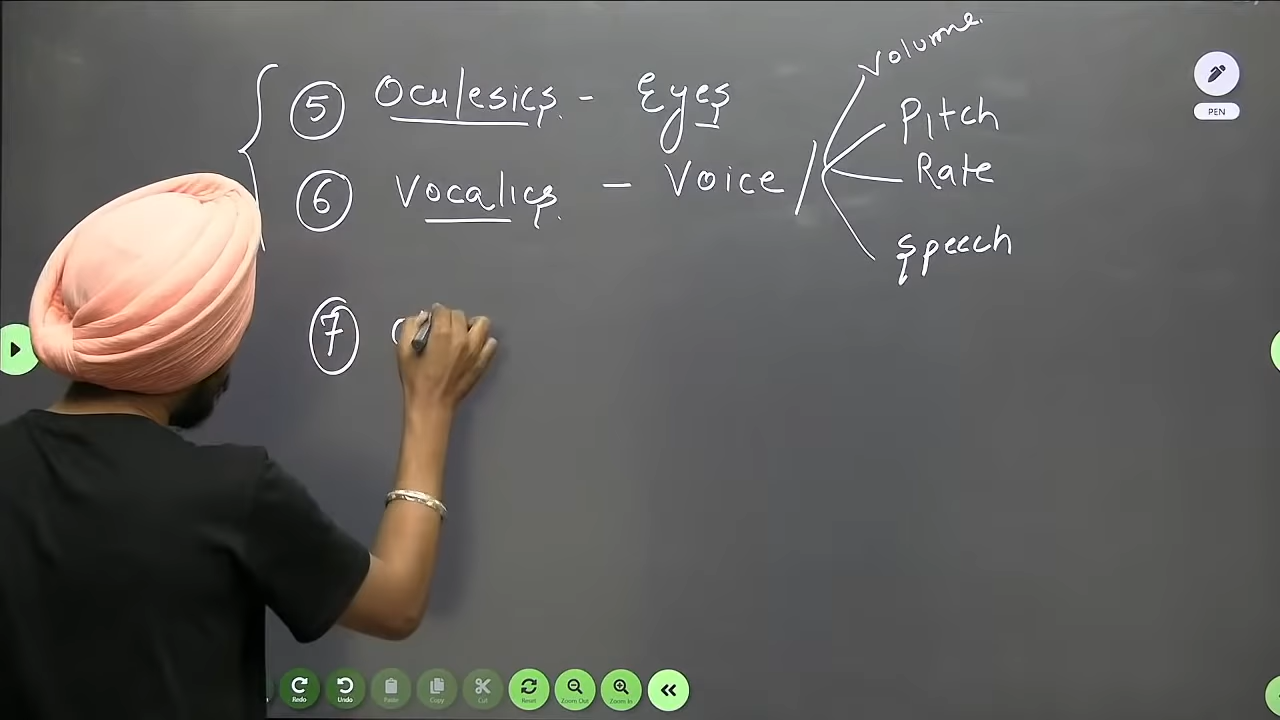 ⑤ Oculesics - Eyes
⑥ Vocalics - Voice
Volume
Pitch
Rate
Speech
⑦
PEN
Redo
Undo
Paste
Copy
Cut
Reset
Zoom Out
Zoom In